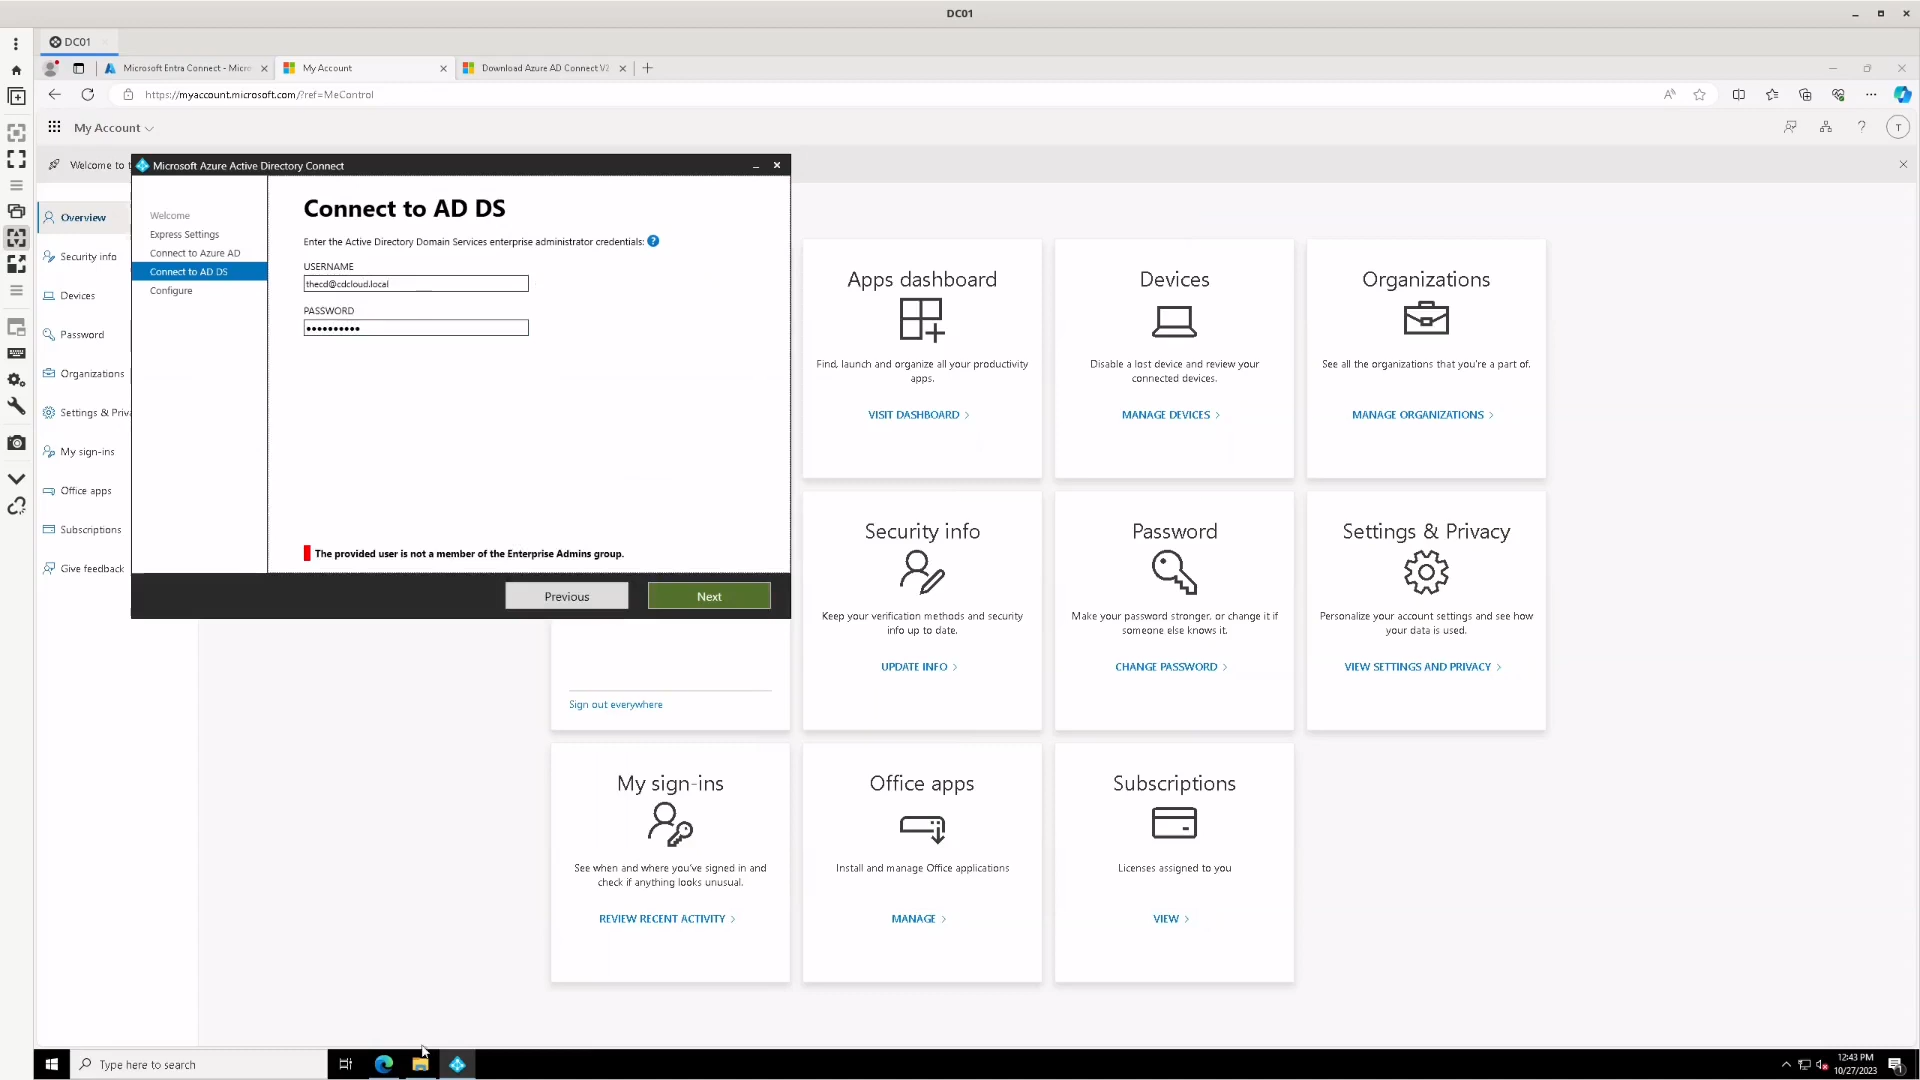 DC01
DC01
Microsoft Entra Connect - Micro
My Account
Download Azure AD Connect V2
https://myaccount.microsoft.com/?ref=MeControl
My Account
T
Welcome to t
Microsoft Azure Active Directory Connect
Welcome
Express Settings
Connect to Azure AD
Connect to AD DS
Configure
Connect to AD DS
Enter the Active Directory Domain Services enterprise administrator credentials:
?
USERNAME
thecd@cdcloud.local
PASSWORD
••••••••••
The provided user is not a member of the Enterprise Admins group.
Previous
Next
Overview
Security info
Devices
Password
Organizations
Settings & Priva
My sign-ins
Office apps
Subscriptions
Give feedback
Apps dashboard
Find, launch and organize all your productivity
apps.
VISIT DASHBOARD
Devices
Disable a lost device and review your
connected devices.
MANAGE DEVICES
Organizations
See all the organizations that you're a part of.
MANAGE ORGANIZATIONS
Sign out everywhere
Security info
Keep your verification methods and security
info up to date.
UPDATE INFO
Password
Make your password stronger, or change it if
someone else knows it.
CHANGE PASSWORD
Settings & Privacy
Personalize your account settings and see how
your data is used.
VIEW SETTINGS AND PRIVACY
My sign-ins
See when and where you've signed in and
check if anything looks unusual.
REVIEW RECENT ACTIVITY
Office apps
Install and manage Office applications
MANAGE
Subscriptions
Licenses assigned to you
VIEW
Type here to search
12:43 PM
10/27/2023
1